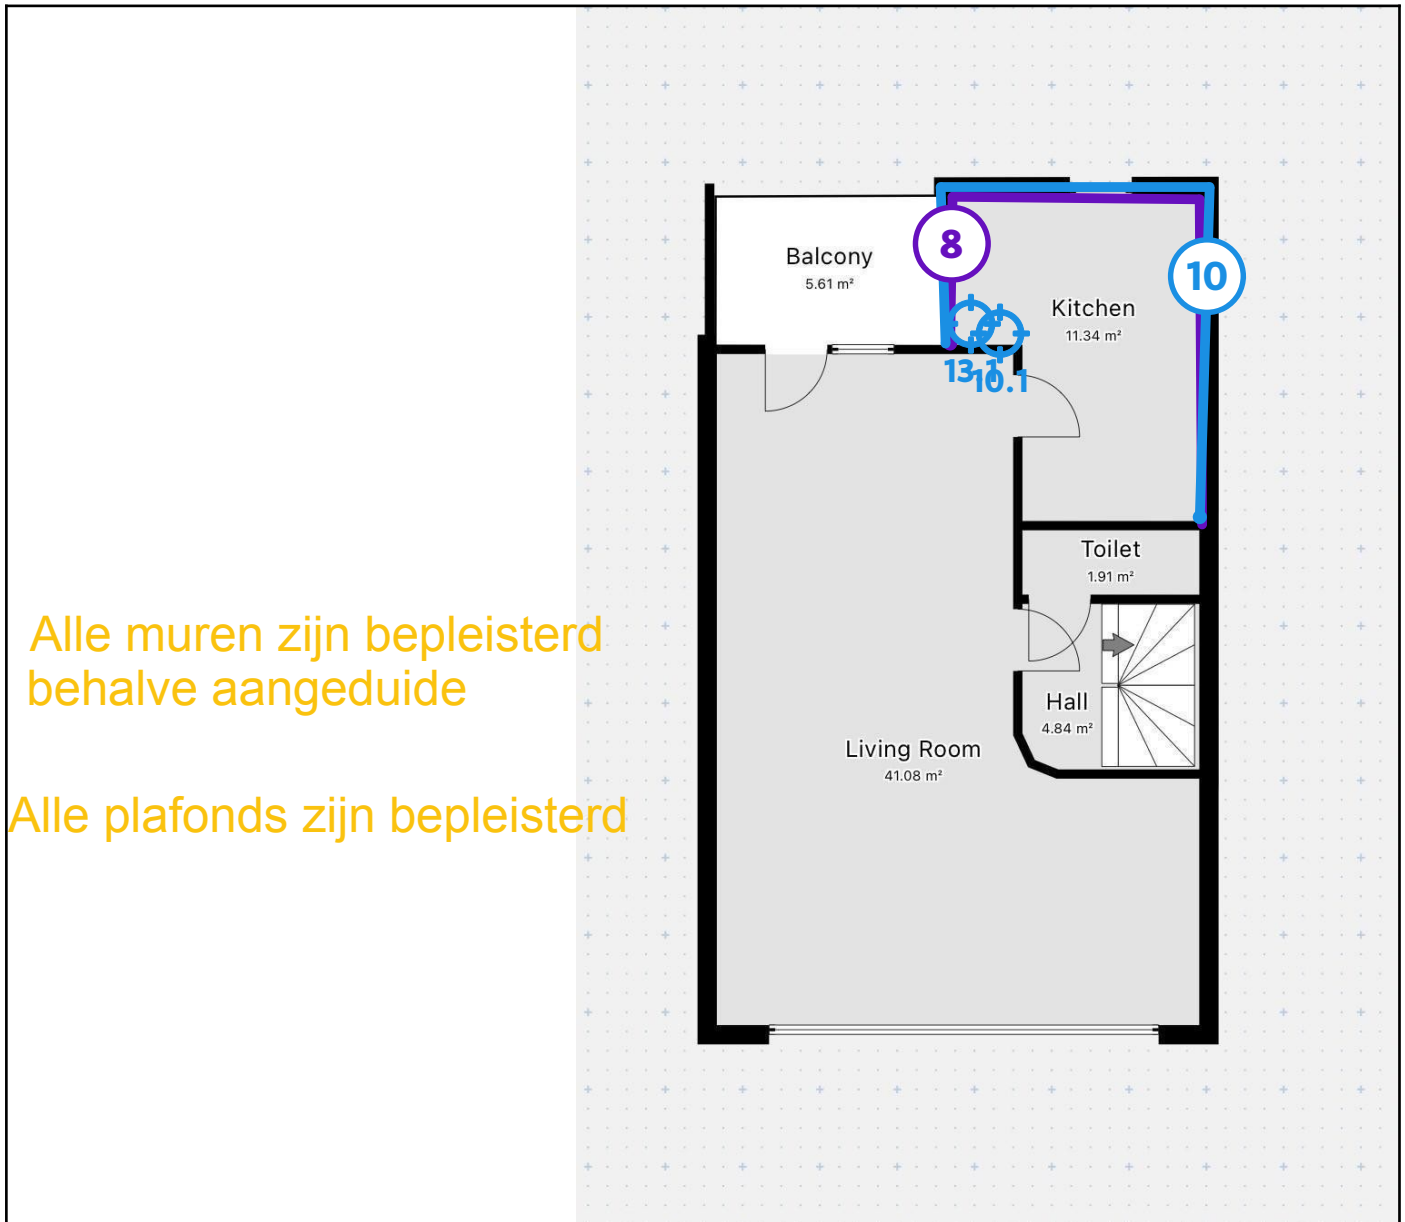 Balcony
5.61 m²
8
10
Kitchen
11.34 m²
13.1
10.1
Toilet
1.91 m²
Alle muren zijn bepleisterd
behalve aangeduide
Hall
4.84 m²
Living Room
41.08 m²
Alle plafonds zijn bepleisterd